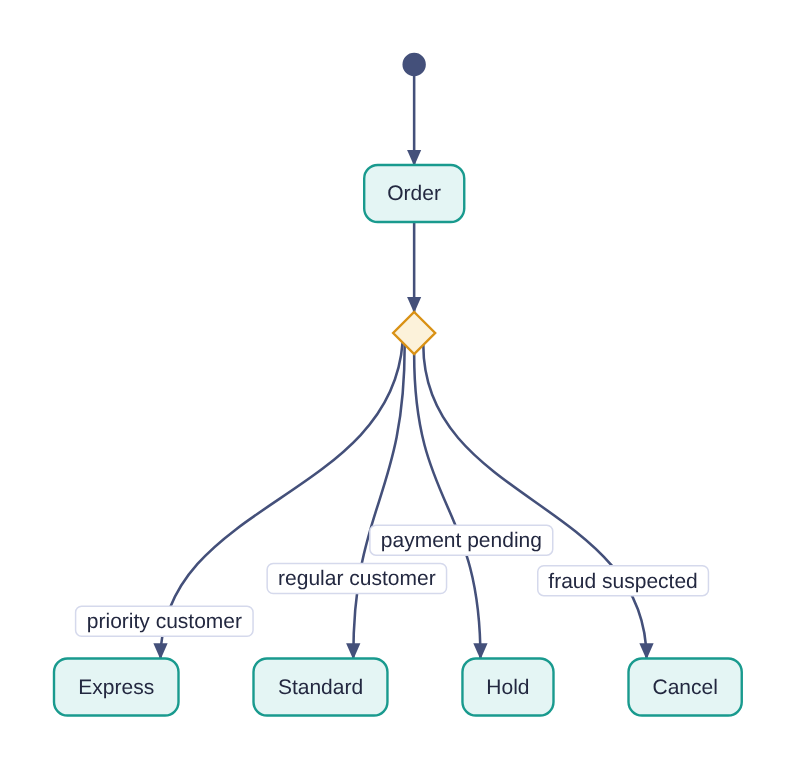 Order
payment pending
regular customer
fraud suspected
priority customer
Express
Standard
Hold
Cancel